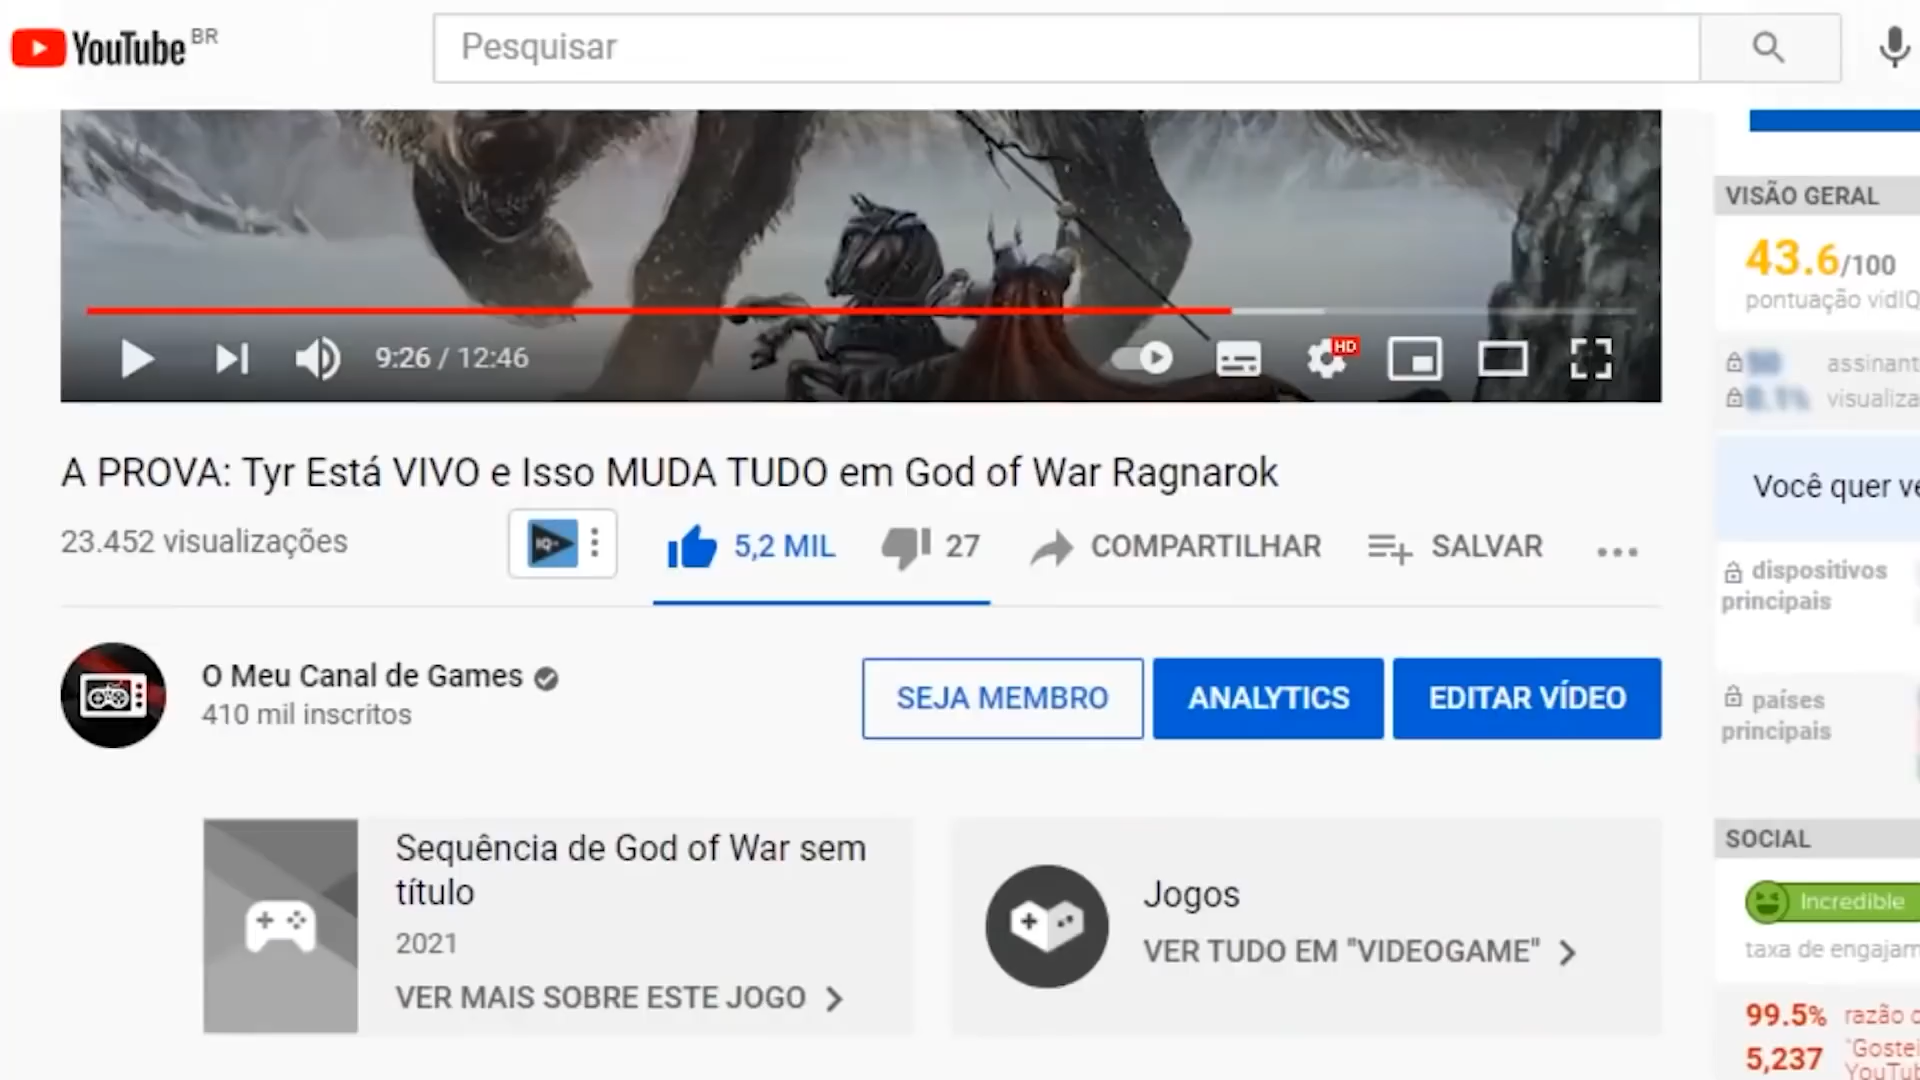 YouTube BR
Pesquisar
HD
9:26 / 12:46
A PROVA: Tyr Está VIVO e Isso MUDA TUDO em God of War Ragnarok
23.452 visualizações
IQ
5,2 MIL
27
COMPARTILHAR
SALVAR
O Meu Canal de Games
410 mil inscritos
SEJA MEMBRO
ANALYTICS
EDITAR VÍDEO
Sequência de God of War sem
título
2021
VER MAIS SOBRE ESTE JOGO
Jogos
VER TUDO EM "VIDEOGAME"
VISÃO GERAL
43.6/100
pontuação vidIQ
assinant
visualiza
Você quer ve
dispositivos
principais
países
principais
SOCIAL
Incredible
taxa de engajam
99.5% razão
5,237 "Gostei
YouTub